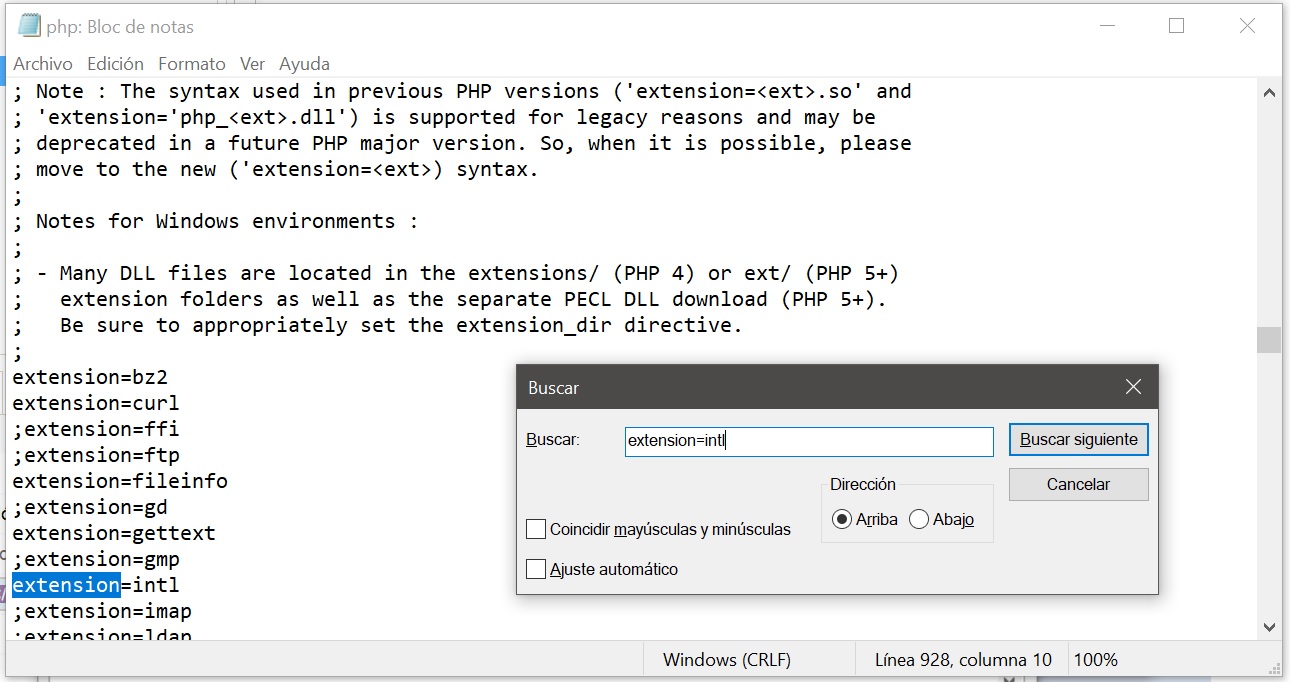 php: Bloc de notas
Archivo Edición Formato Ver Ayuda
; Note : The syntax used in previous PHP versions ('extension=<ext>.so' and
; 'extension='php_<ext>.dll') is supported for legacy reasons and may be
; deprecated in a future PHP major version. So, when it is possible, please
; move to the new ('extension=<ext>) syntax.
;
; Notes for Windows environments :
;
; - Many DLL files are located in the extensions/ (PHP 4) or ext/ (PHP 5+)
;   extension folders as well as the separate PECL DLL download (PHP 5+).
;   Be sure to appropriately set the extension_dir directive.
;
extension=bz2
extension=curl
;extension=ffi
;extension=ftp
extension=fileinfo
;extension=gd
extension=gettext
;extension=gmp
extension=intl
;extension=imap
;extension=ldap
Buscar
Buscar: extension=intl Buscar siguiente
Cancelar
Dirección
Arriba Abajo
Coincidir mayúsculas y minúsculas
Ajuste automático
Windows (CRLF) Línea 928, columna 10 100%